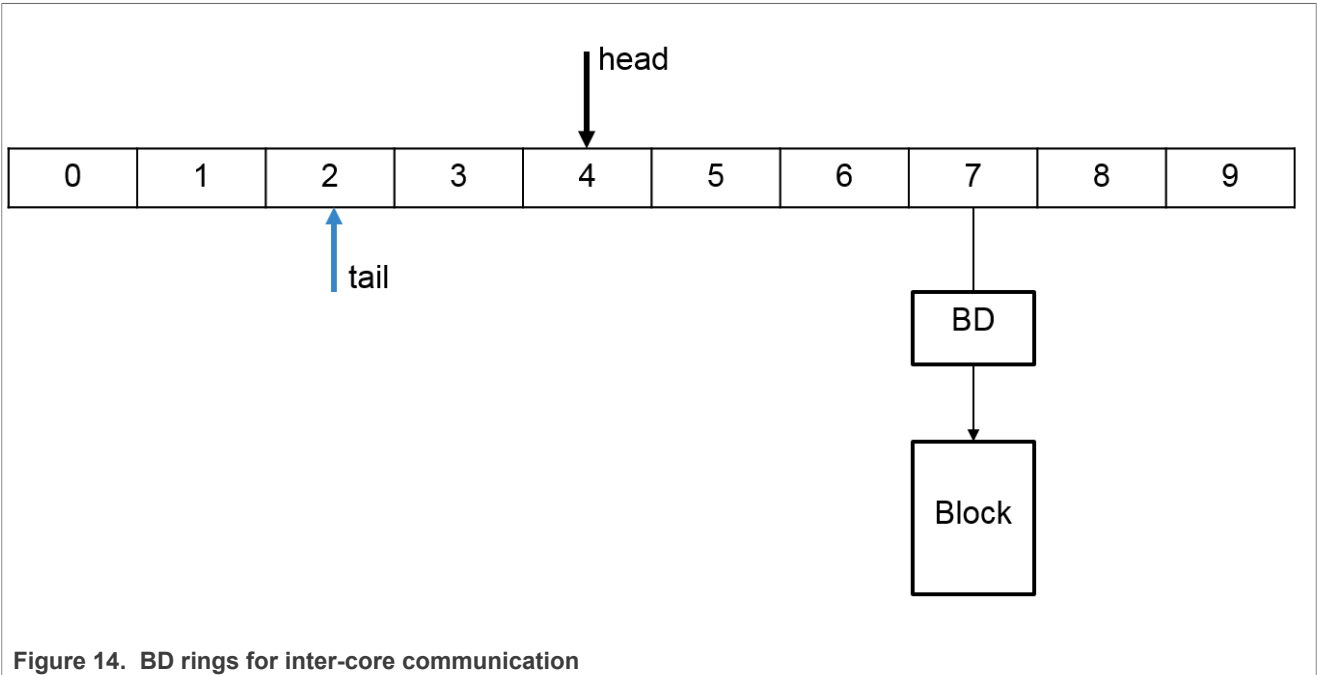 head
0 1 2 3 4 5 6 7 8 9
tail
BD
Block
Figure 14. BD rings for inter-core communication